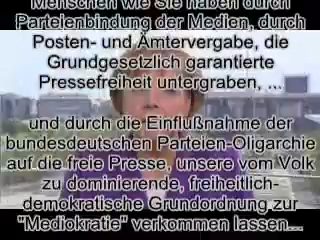 Menschen wie Sie haben durch
Parteienbindung der Medien, durch
Posten- und Ämtervergabe, die
Grundgesetzlich garantierte
Pressefreiheit untergraben, ...
und durch die Einflußnahme der
bundesdeutschen Parteien-Oligarchie
auf die freie Presse, unsere vom Volk
zu dominierende, freiheitlich-
demokratische Grundordnung zur
"Mediokratie" verkommen lassen...